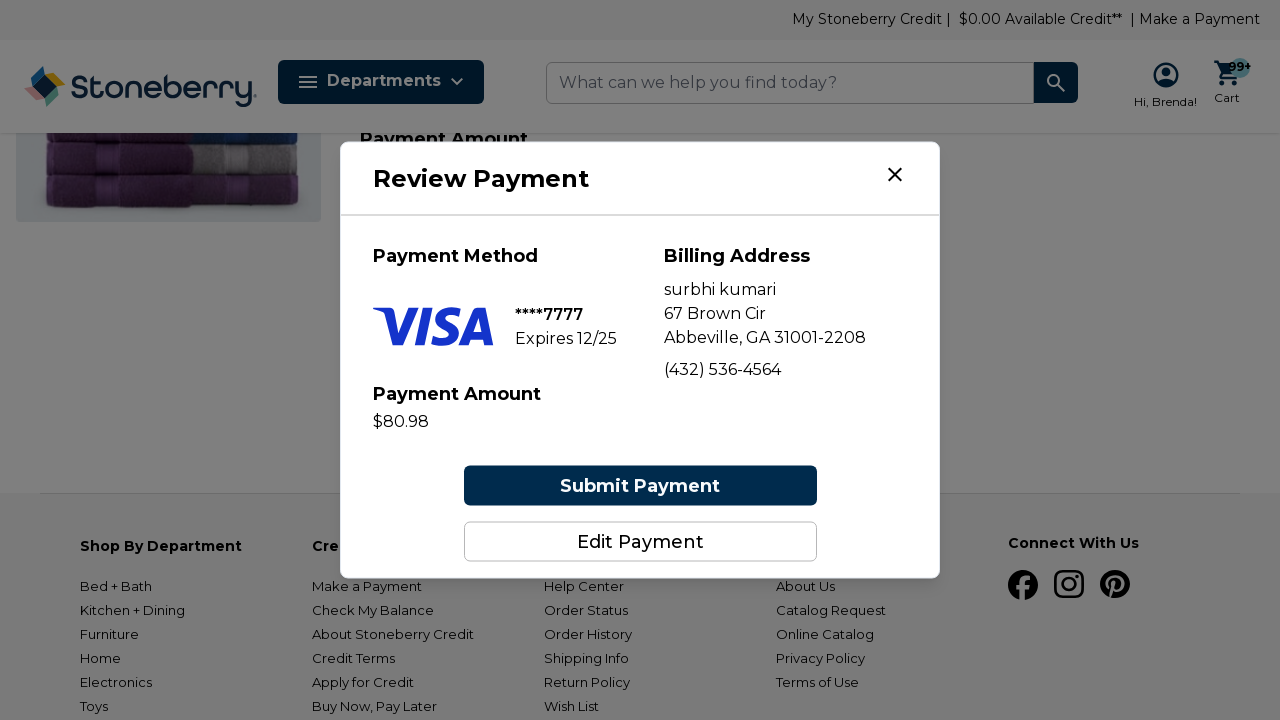 My Stoneberry Credit | $0.00 Available Credit** | Make a Payment
Stoneberry
Departments
What can we help you find today?
Hi, Brenda!
99+
Cart
Payment Amount
Review Payment
Payment Method
VISA
****7777
Expires 12/25
Payment Amount
$80.98
Billing Address
surbhi kumari
67 Brown Cir
Abbeville, GA 31001-2208
(432) 536-4564
Submit Payment
Edit Payment
Shop By Department
Bed + Bath
Kitchen + Dining
Furniture
Home
Electronics
Toys
Cre
Make a Payment
Check My Balance
About Stoneberry Credit
Credit Terms
Apply for Credit
Buy Now, Pay Later
Help Center
Order Status
Order History
Shipping Info
Return Policy
Wish List
About Us
Catalog Request
Online Catalog
Privacy Policy
Terms of Use
Connect With Us